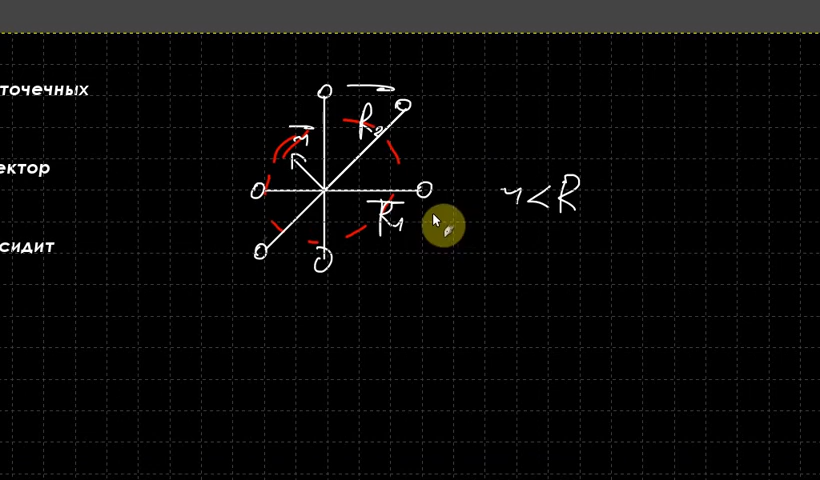 точечных
R₂
r
ектор
r < R
R₁
сидит